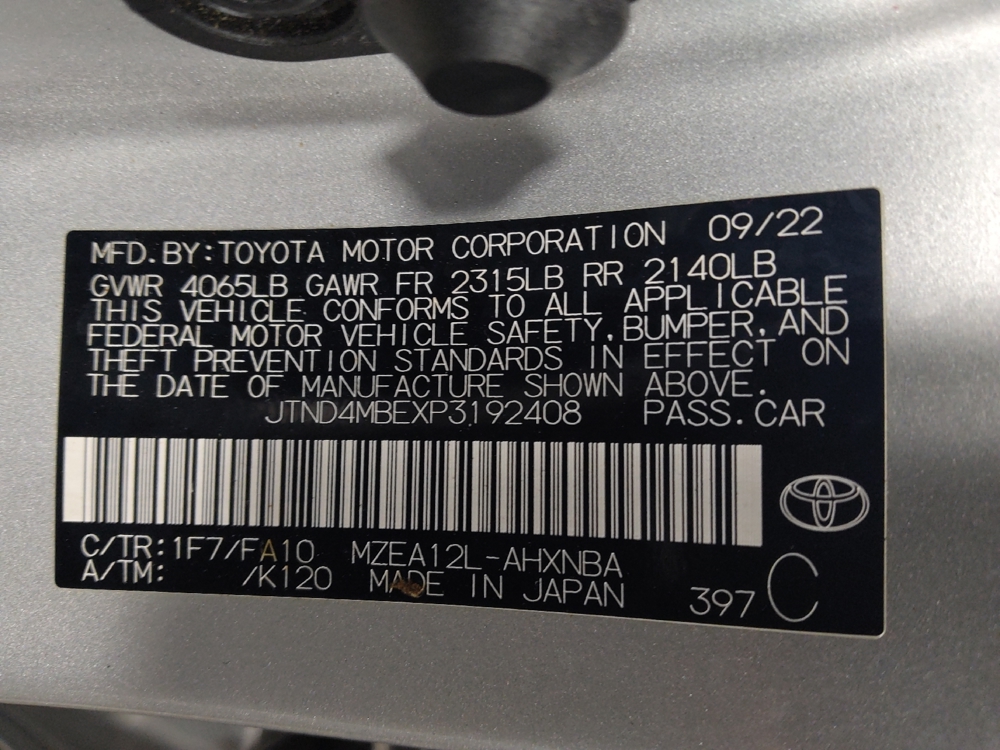 MFD.BY:TOYOTA MOTOR CORPORATION 09/22
GVWR 4065LB GAWR FR 2315LB RR 2140LB
THIS VEHICLE CONFORMS TO ALL APPLICABLE
FEDERAL MOTOR VEHICLE SAFETY,BUMPER,AND
THEFT PREVENTION STANDARDS IN EFFECT ON
THE DATE OF MANUFACTURE SHOWN ABOVE.
JTND4MBEXP3192408 PASS.CAR
C/TR:1F7/FA10 MZEA12L-AHXNBA
A/TM: /K120 MADE IN JAPAN 397 C